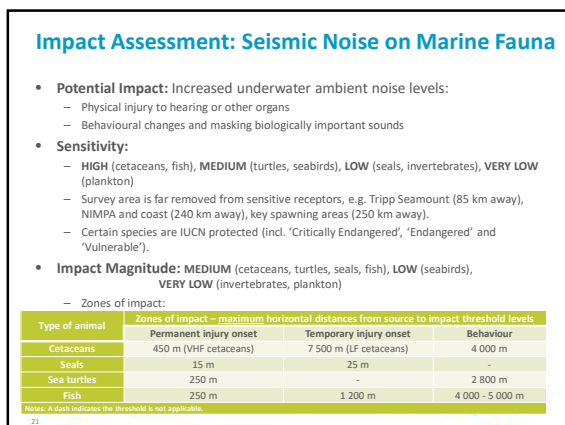 Impact Assessment: Seismic Noise on Marine Fauna
• Potential Impact: Increased underwater ambient noise levels:
– Physical injury to hearing or other organs
– Behavioural changes and masking biologically important sounds
• Sensitivity:
– HIGH (cetaceans, fish), MEDIUM (turtles, seabirds), LOW (seals, invertebrates), VERY LOW
(plankton)
– Survey area is far removed from sensitive receptors, e.g. Tripp Seamount (85 km away),
NIMPA and coast (240 km away), key spawning areas (250 km away).
– Certain species are IUCN protected (incl. ‘Critically Endangered’, ‘Endangered’ and
‘Vulnerable’).
• Impact Magnitude: MEDIUM (cetaceans, turtles, seals, fish), LOW (seabirds),
VERY LOW (invertebrates, plankton)
– Zones of impact:
Type of animal
Zones of impact – maximum horizontal distances from source to impact threshold levels
Permanent injury onset Temporary injury onset Behaviour
Cetaceans 450 m (VHF cetaceans) 7 500 m (LF cetaceans) 4 000 m
Seals 15 m 25 m -
Sea turtles 250 m - 2 800 m
Fish 250 m 1 200 m 4 000 - 5 000 m
Notes: A dash indicates the threshold is not applicable.
21